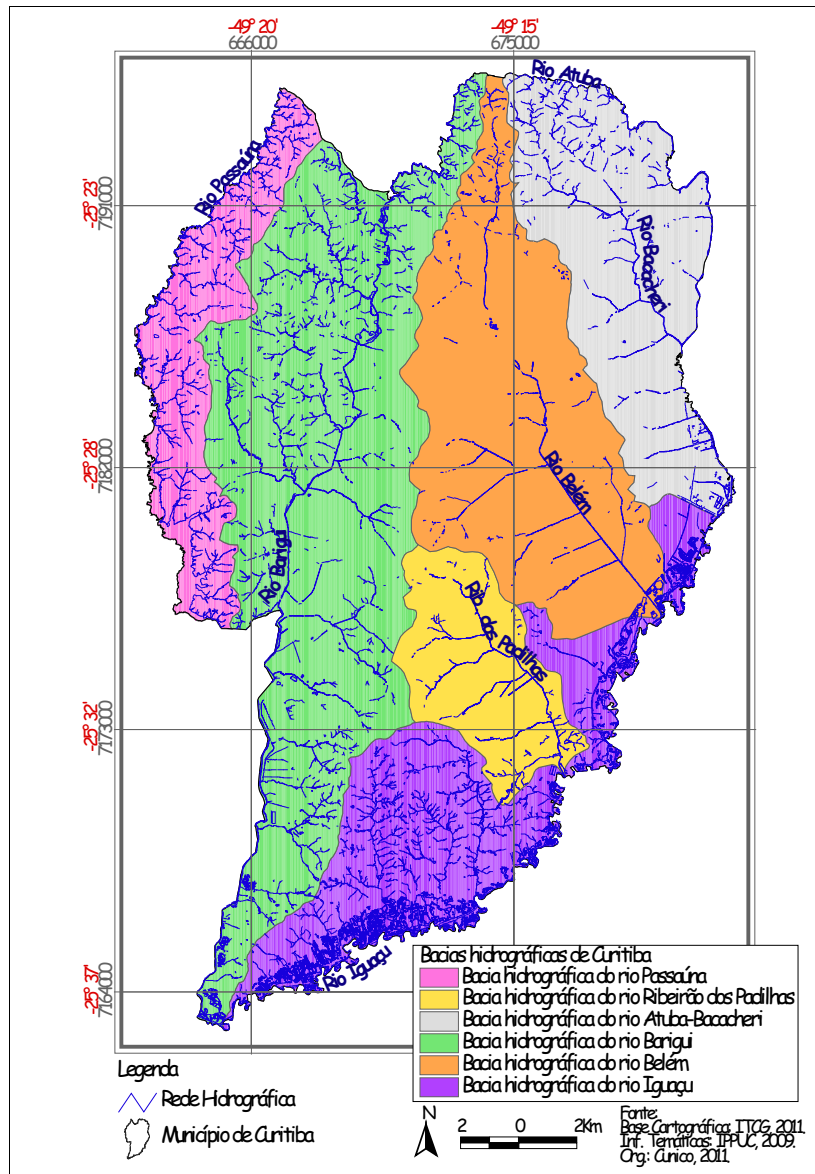 -49° 20'
-49° 15'
666000
675000
Rio Atuba
Rio Passaúna
-25° 23'
7191000
Rio Bacacheri
-25° 28'
7182000
Rio Belém
Rio Barigui
Rib. dos Padilhas
-25° 32'
7173000
Rio Iguaçu
-25° 37'
7164000
Bacias hidrográficas de Curitiba
Bacia hidrográfica do rio Passaúna
Bacia hidrográfica do rio Ribeirão dos Padilhas
Bacia hidrográfica do rio Atuba-Bacacheri
Bacia hidrográfica do rio Barigui
Bacia hidrográfica do rio Belém
Bacia hidrográfica do rio Iguaçu
Legenda
Rede Hidrográfica
Município de Curitiba
N
2 0 2Km
Fonte:
Base Cartográfica: ITCG, 2011.
Inf. Temáticas: IPPUC, 2009.
Org.: Cunico, 2011.